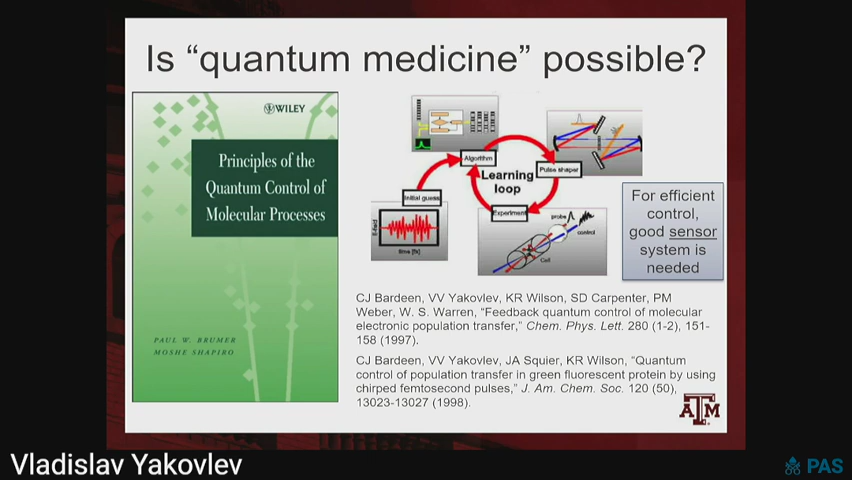 Is “quantum medicine” possible?
WILEY
Principles of the
Quantum Control of
Molecular Processes
PAUL W. BRUMER
MOSHE SHAPIRO
Algorithm
Pulse shaper
Learning
loop
Initial guess
Experiment
E-field
time [fs]
probe
control
Cell
For efficient
control,
good sensor
system is
needed
CJ Bardeen, VV Yakovlev, KR Wilson, SD Carpenter, PM
Weber, W. S. Warren, “Feedback quantum control of molecular
electronic population transfer,” Chem. Phys. Lett. 280 (1-2), 151-
158 (1997).
CJ Bardeen, VV Yakovlev, JA Squier, KR Wilson, “Quantum
control of population transfer in green fluorescent protein by using
chirped femtosecond pulses,” J. Am. Chem. Soc. 120 (50),
13023-13027 (1998).
ATM
Vladislav Yakovlev
PAS